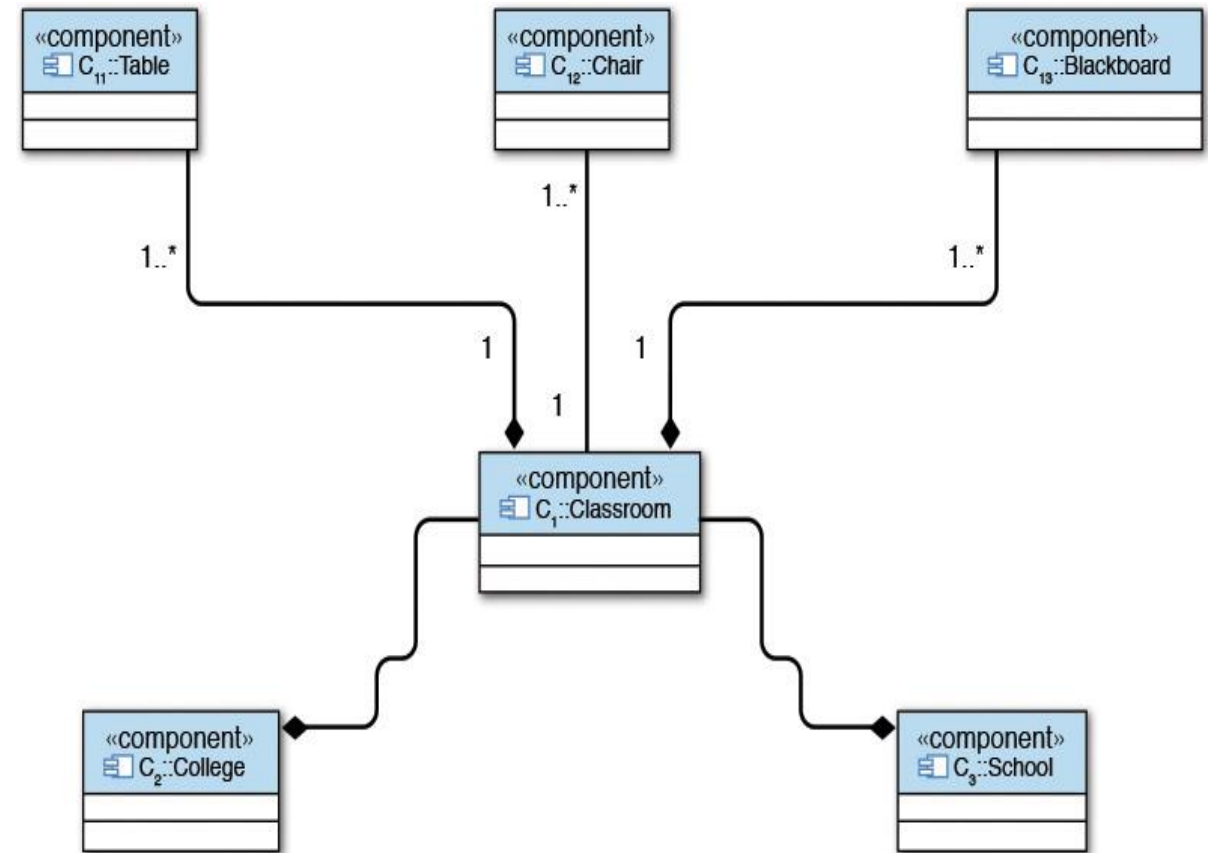 «component»
C₁₁::Table
«component»
C₁₂::Chair
«component»
C₁₃::Blackboard
1..*
1..*
1..*
1
1
1
«component»
C₁::Classroom
«component»
C₂::College
«component»
C₃::School